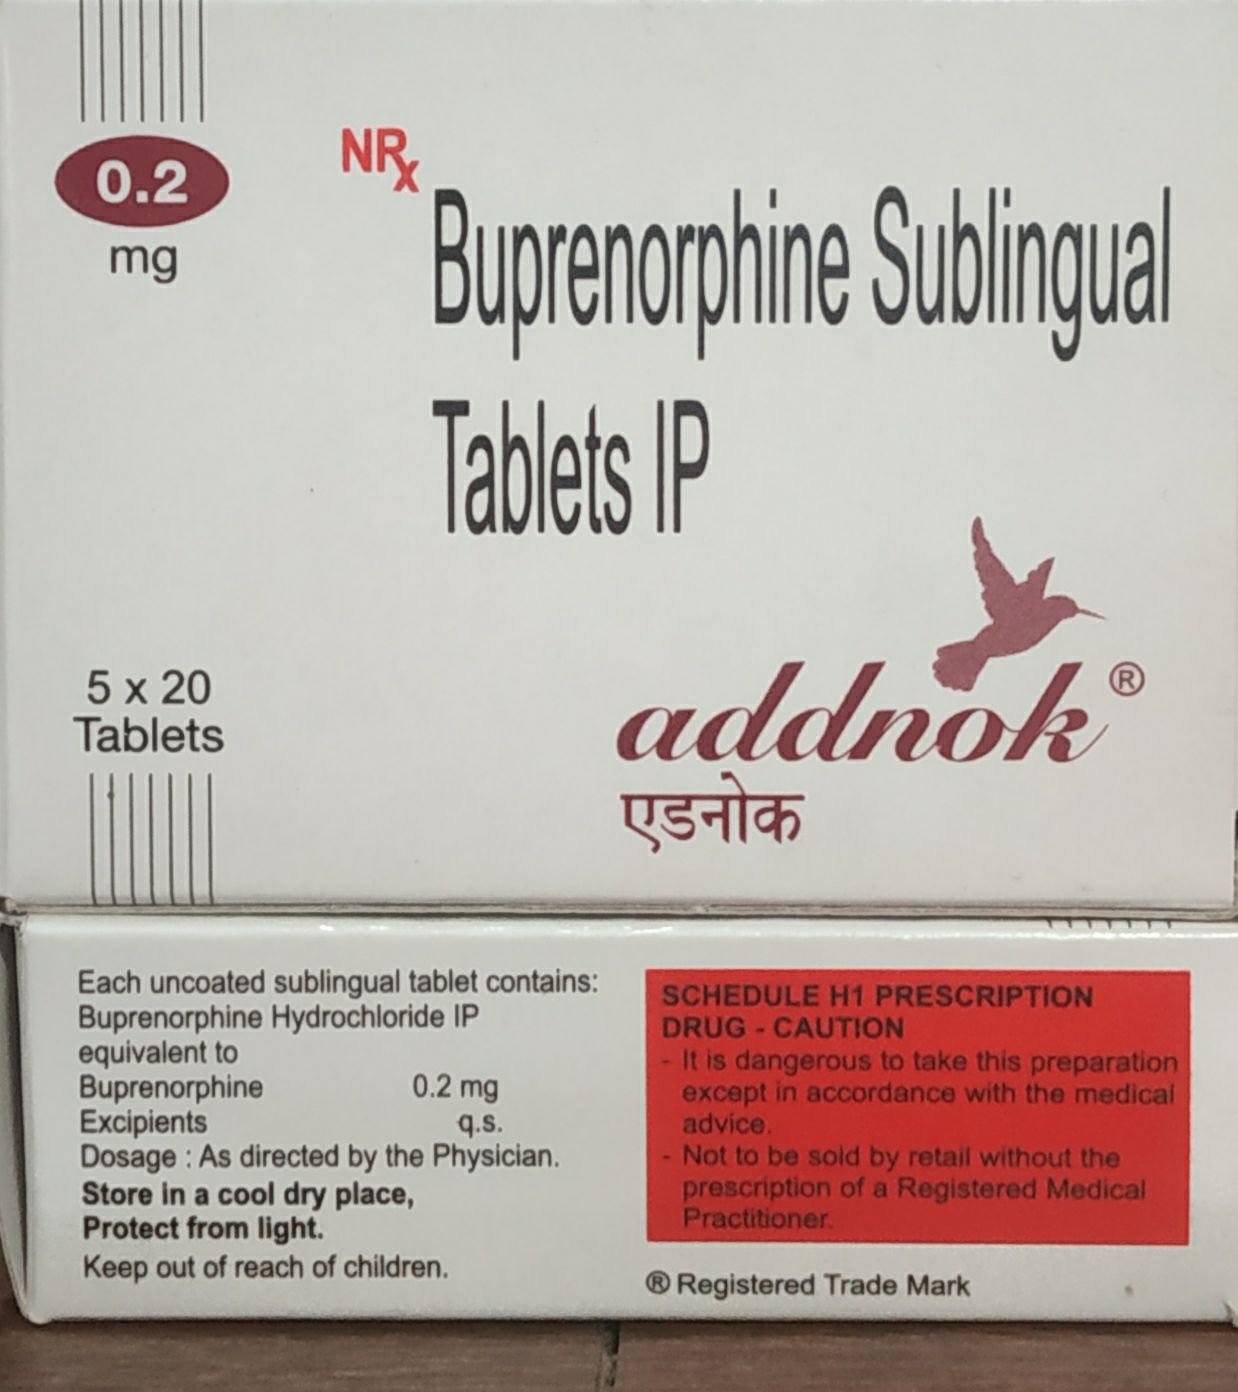 0.2
mg
NRx
Buprenorphine Sublingual
Tablets IP
5 x 20
Tablets
addnok®
एडनोक
Each uncoated sublingual tablet contains:
Buprenorphine Hydrochloride IP
equivalent to
Buprenorphine 0.2 mg
Excipients q.s.
Dosage : As directed by the Physician.
Store in a cool dry place,
Protect from light.
Keep out of reach of children.
SCHEDULE H1 PRESCRIPTION
DRUG - CAUTION
- It is dangerous to take this preparation
except in accordance with the medical
advice.
- Not to be sold by retail without the
prescription of a Registered Medical
Practitioner.
® Registered Trade Mark